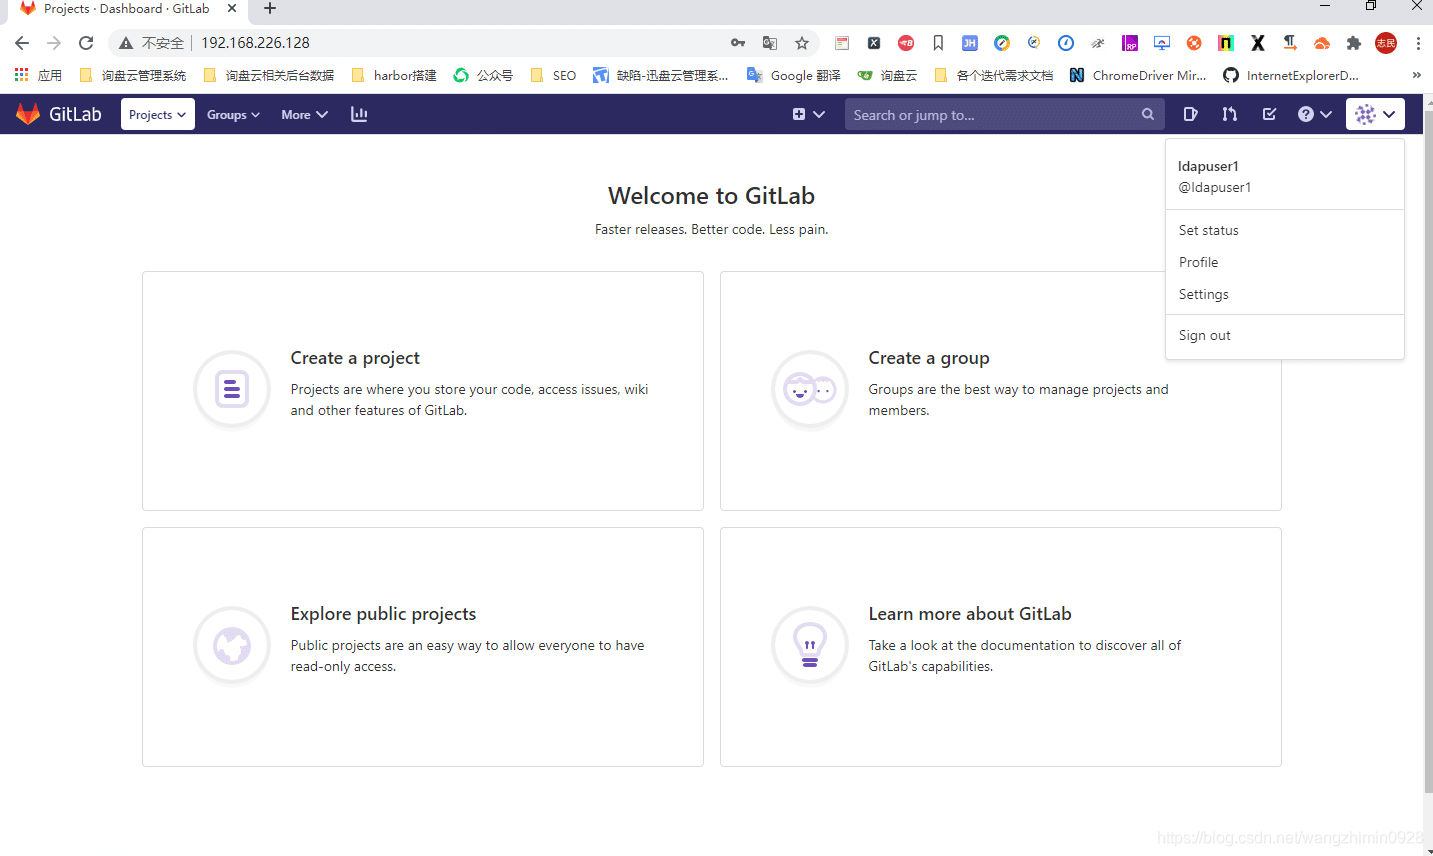 Projects · Dashboard · GitLab
不安全 192.168.226.128
志民
应用 询盘云管理系统 询盘云相关后台数据 harbor搭建 公众号 SEO 缺陷-迅盘云管理系... Google 翻译 询盘云 各个迭代需求文档 ChromeDriver Mir... InternetExplorerD...
GitLab Projects Groups More Search or jump to...
ldapuser1
@ldapuser1
Set status
Profile
Settings
Sign out
Welcome to GitLab
Faster releases. Better code. Less pain.
Create a project
Projects are where you store your code, access issues, wiki
and other features of GitLab.
Create a group
Groups are the best way to manage projects and
members.
Explore public projects
Public projects are an easy way to allow everyone to have
read-only access.
Learn more about GitLab
Take a look at the documentation to discover all of
GitLab's capabilities.
https://blog.csdn.net/wangzhimin0928